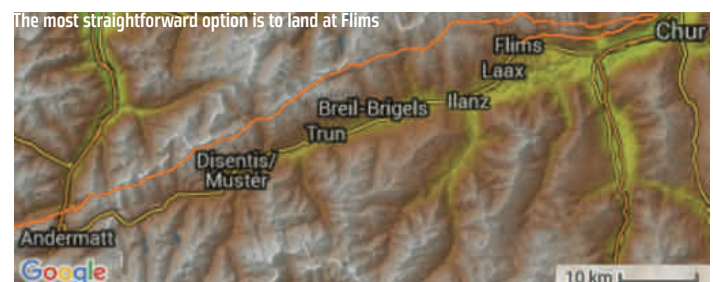 The most straightforward option is to land at Flims
Chur
Flims
Laax
Ilanz
Breil-Brigels
Trun
Disentis/
Muster
Andermatt
Google
10 km